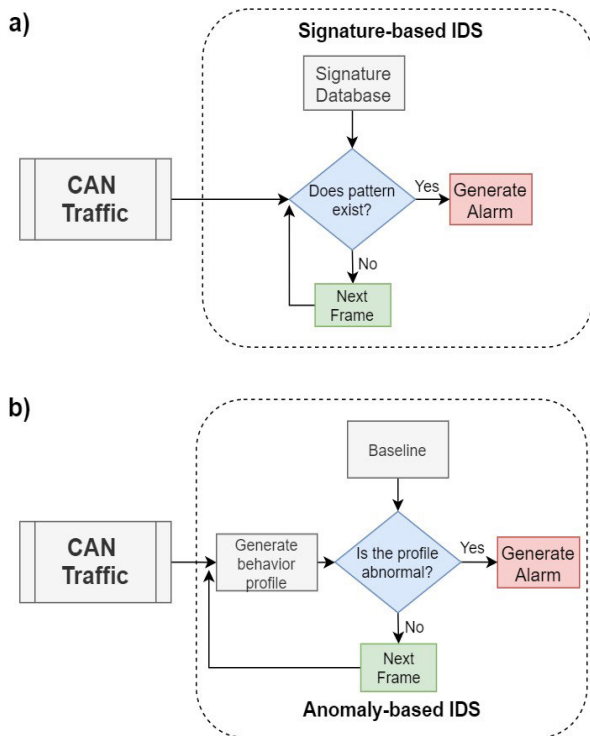 a)
Signature-based IDS
Signature
Database
CAN
Traffic
Does pattern
exist?
Yes
Generate
Alarm
No
Next
Frame
b)
Baseline
CAN
Traffic
Generate
behavior
profile
Is the profile
abnormal?
Yes
Generate
Alarm
No
Next
Frame
Anomaly-based IDS